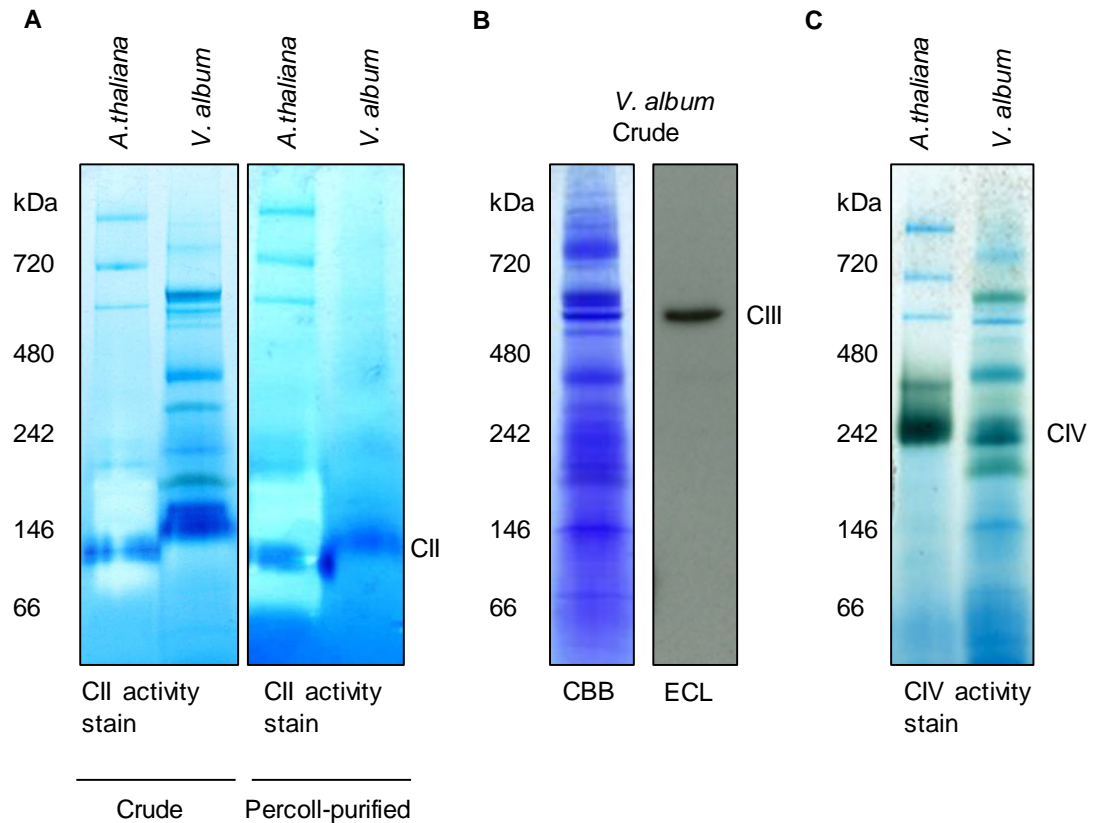 A
A.thaliana
V. album
A.thaliana
V. album
kDa
720
480
242
146
66
CII
CII activity
stain
CII activity
stain
Crude
Percoll-purified
B
V. album
Crude
kDa
720
480
242
146
66
CIII
CBB
ECL
C
A.thaliana
V. album
kDa
720
480
242
146
66
CIV
CIV activity
stain